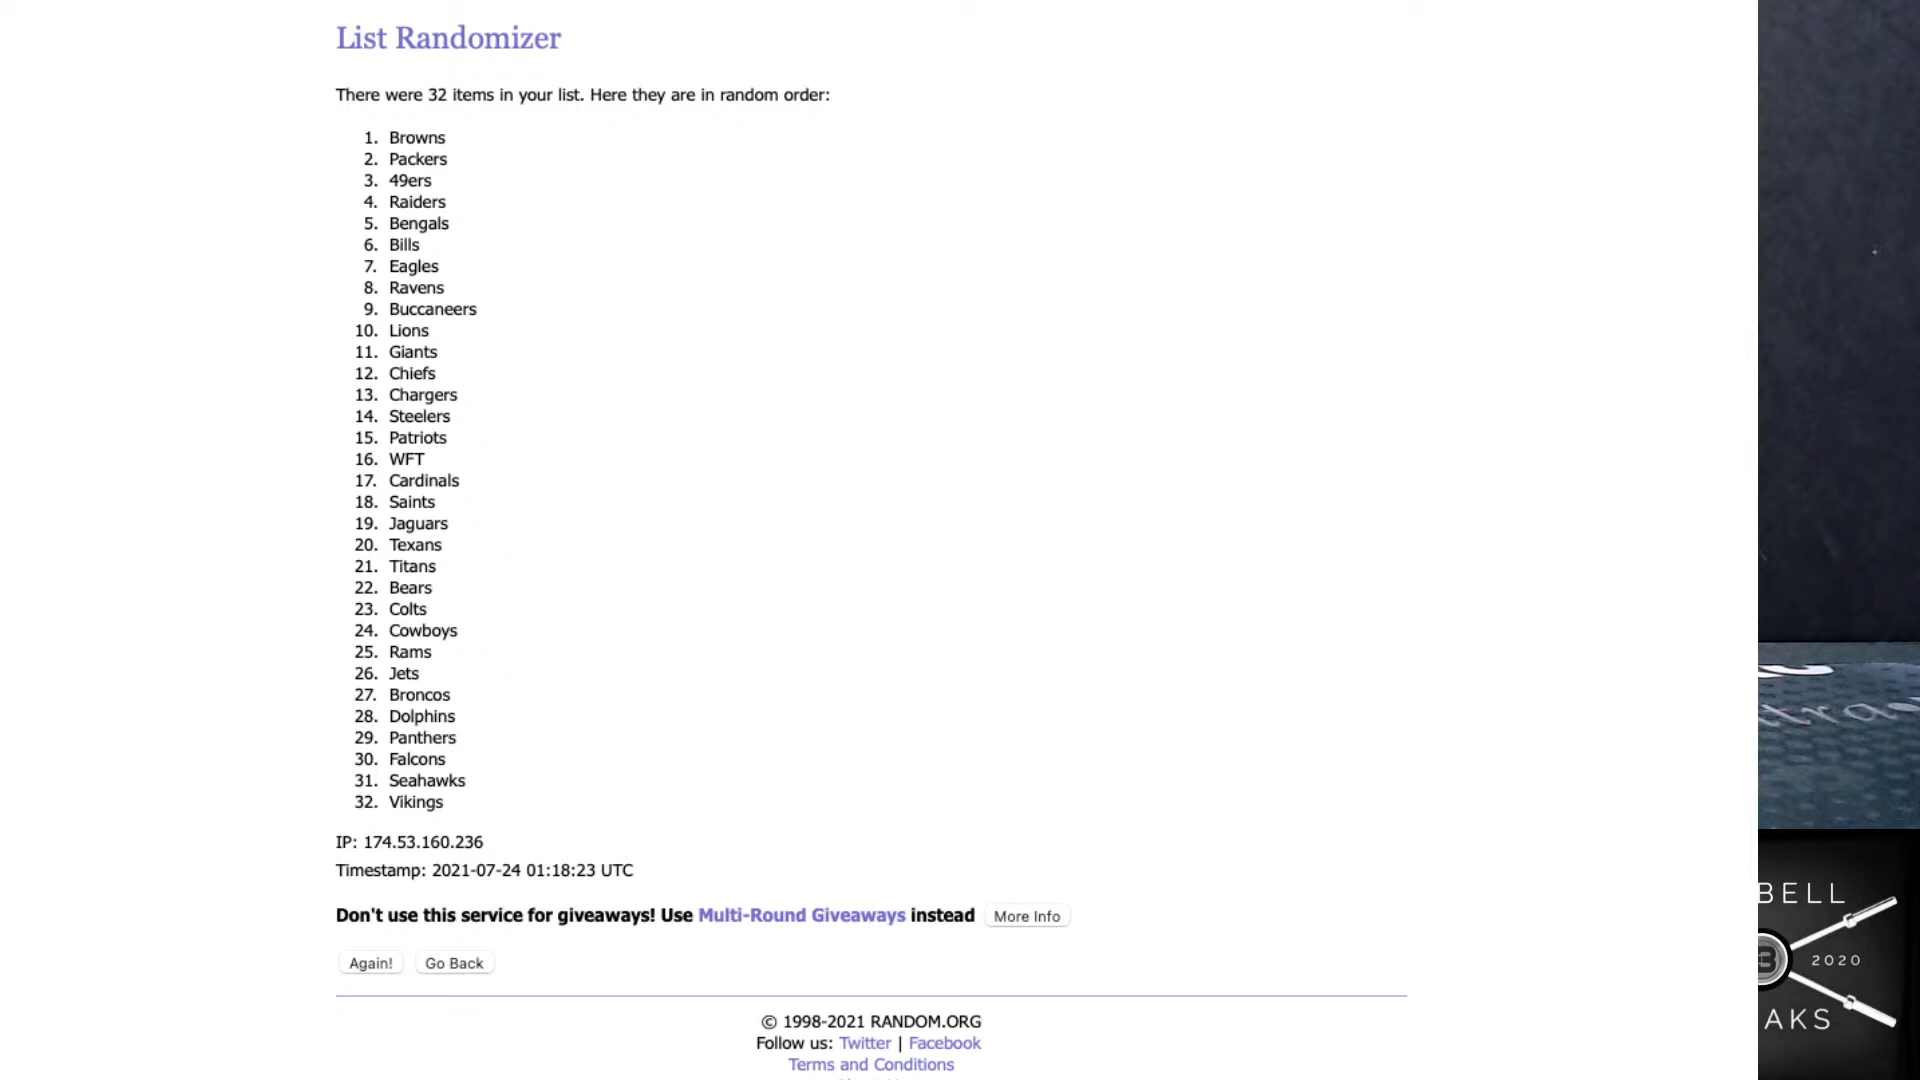 List Randomizer
There were 32 items in your list. Here they are in random order:
1. Browns
2. Packers
3. 49ers
4. Raiders
5. Bengals
6. Bills
7. Eagles
8. Ravens
9. Buccaneers
10. Lions
11. Giants
12. Chiefs
13. Chargers
14. Steelers
15. Patriots
16. WFT
17. Cardinals
18. Saints
19. Jaguars
20. Texans
21. Titans
22. Bears
23. Colts
24. Cowboys
25. Rams
26. Jets
27. Broncos
28. Dolphins
29. Panthers
30. Falcons
31. Seahawks
32. Vikings
IP: 174.53.160.236
Timestamp: 2021-07-24 01:18:23 UTC
Don't use this service for giveaways! Use Multi-Round Giveaways instead More Info
Again! Go Back
© 1998-2021 RANDOM.ORG
Follow us: Twitter | Facebook
Terms and Conditions
BELL
2020
AKS